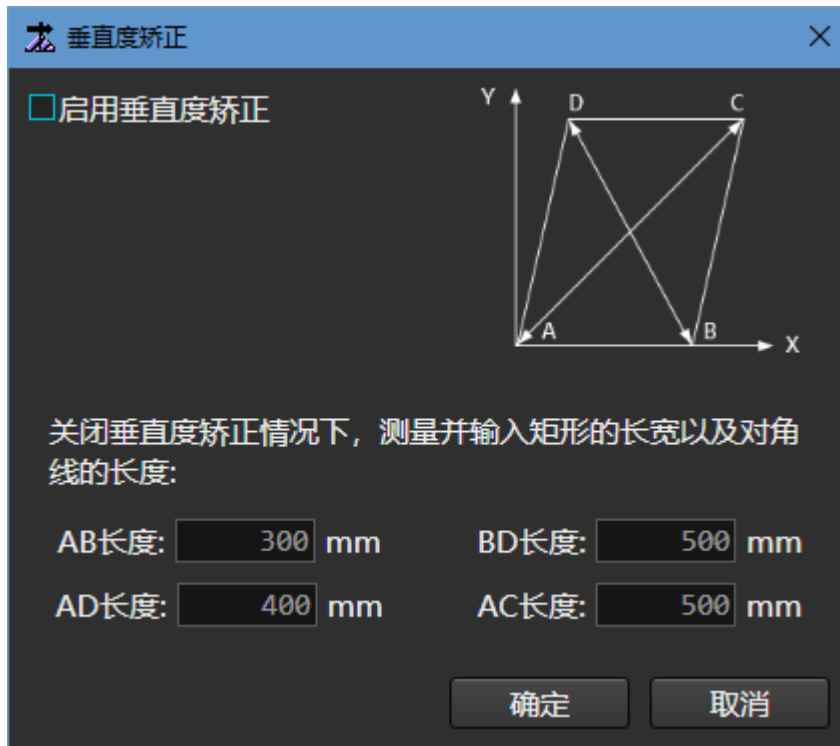 垂直度矫正
启用垂直度矫正
Y
D
C
A
B
X
关闭垂直度矫正情况下，测量并输入矩形的长宽以及对角
线的长度:
AB长度: 300 mm
BD长度: 500 mm
AD长度: 400 mm
AC长度: 500 mm
确定
取消